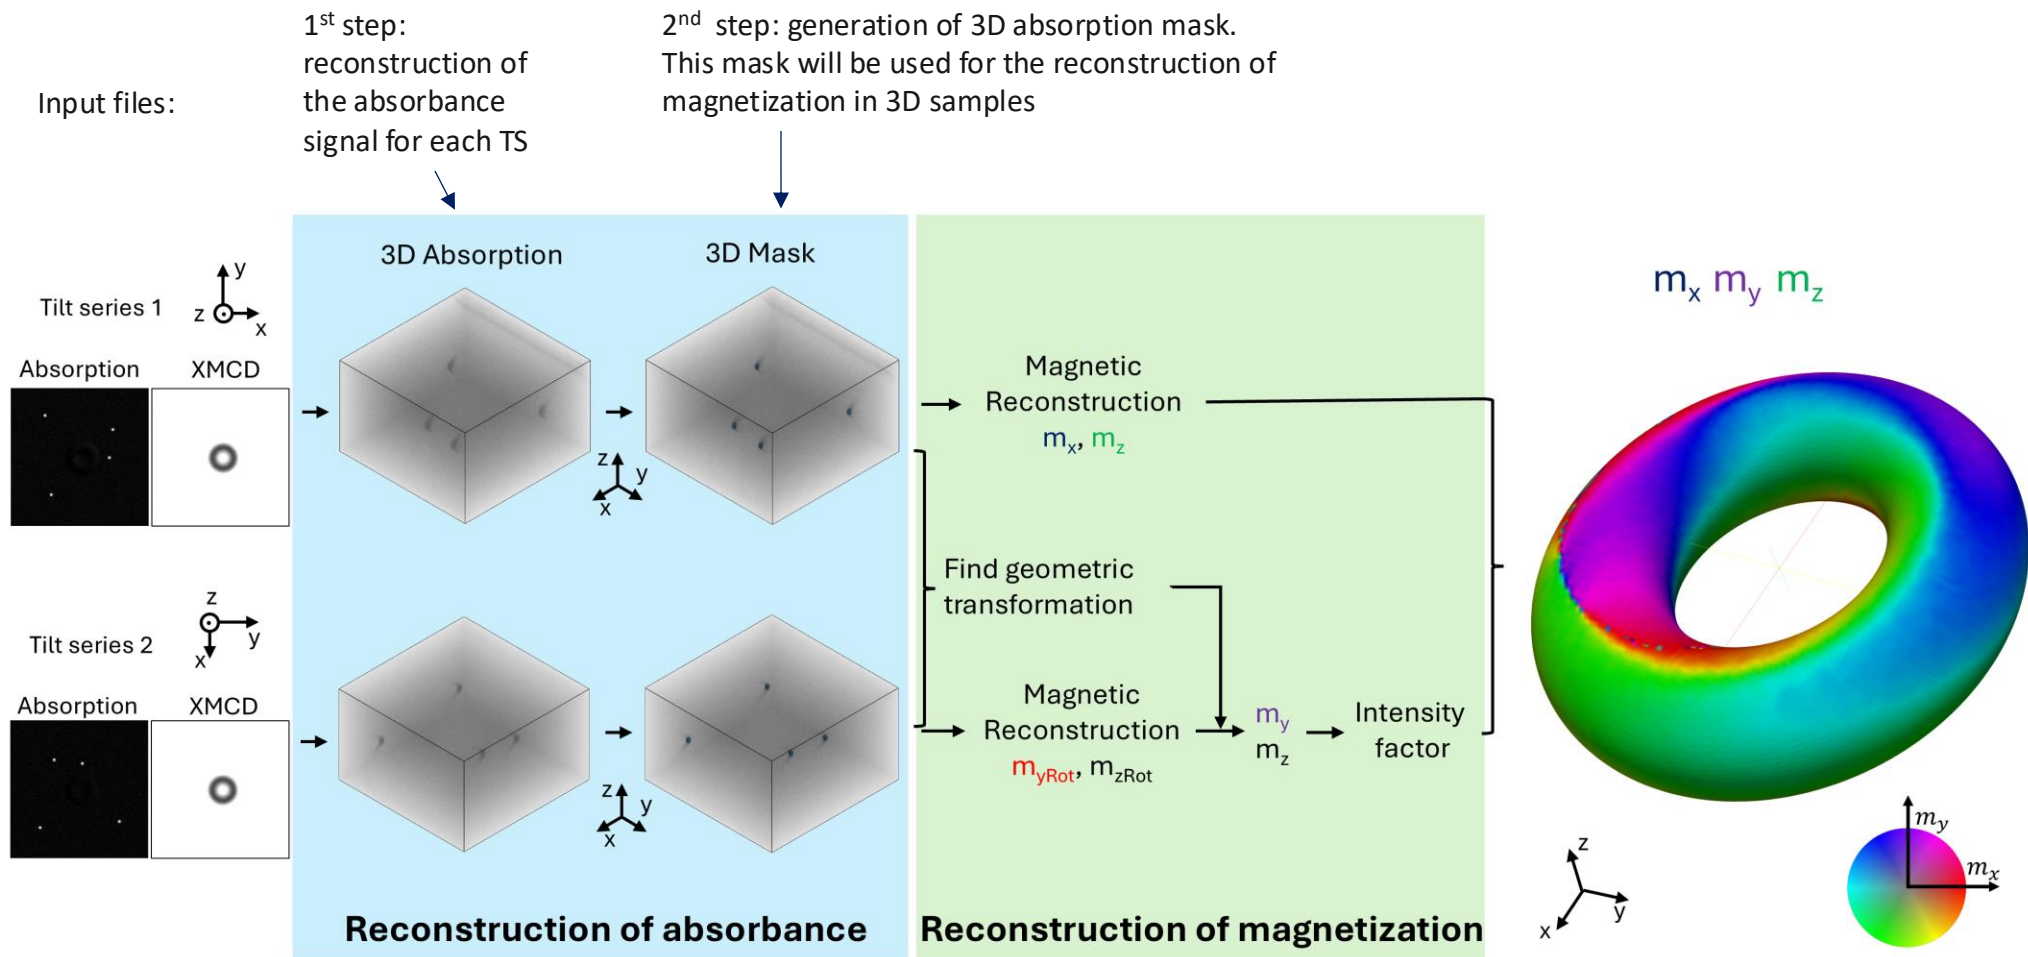 Input files:
1st step:
reconstruction of
the absorbance
signal for each TS
2nd step: generation of 3D absorption mask.
This mask will be used for the reconstruction of
magnetization in 3D samples
3D Absorption
3D Mask
Tilt series 1
y
z
x
Absorption
XMCD
z
y
x
Magnetic
Reconstruction
mx, mz
Find geometric
transformation
Tilt series 2
z
y
x
Absorption
XMCD
z
y
x
Magnetic
Reconstruction
myRot, mzRot
my
mz
Intensity
factor
mx my mz
z
y
x
my
mx
Reconstruction of absorbance
Reconstruction of magnetization